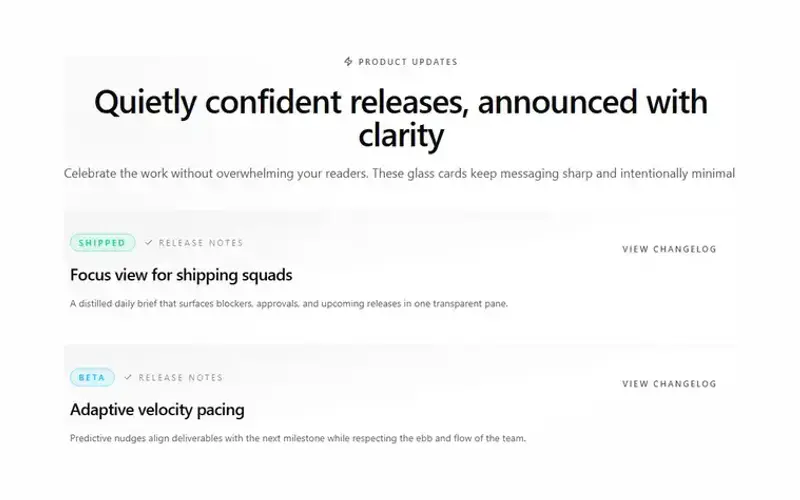 PRODUCT UPDATES
Quietly confident releases, announced with
clarity
Celebrate the work without overwhelming your readers. These glass cards keep messaging sharp and intentionally minimal
SHIPPED RELEASE NOTES
VIEW CHANGELOG
Focus view for shipping squads
A distilled daily brief that surfaces blockers, approvals, and upcoming releases in one transparent pane.
BETA RELEASE NOTES
VIEW CHANGELOG
Adaptive velocity pacing
Predictive nudges align deliverables with the next milestone while respecting the ebb and flow of the team.